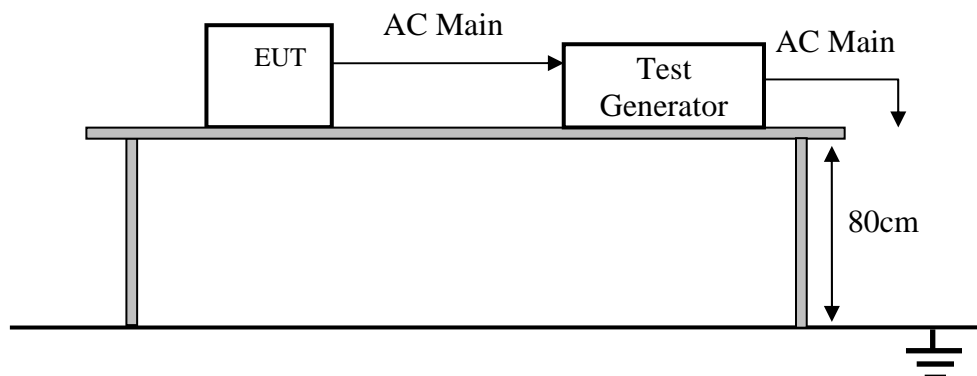 AC Main
EUT
AC Main
Test
Generator
80cm